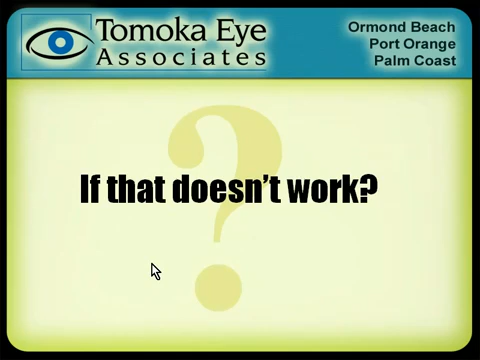 Tomoka Eye
Associates
Ormond Beach
Port Orange
Palm Coast
If that doesn't work?
?